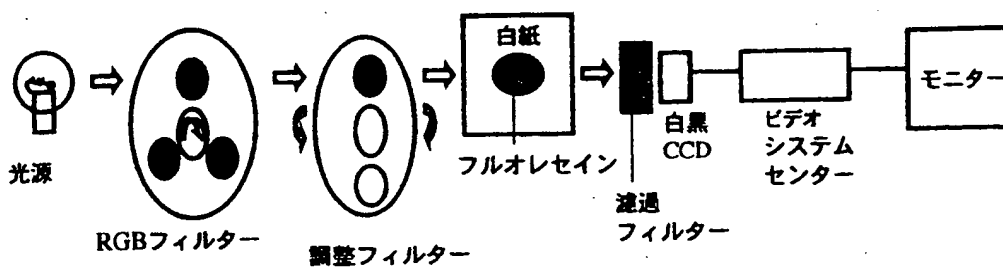 光源
RGBフィルター
調整フィルター
白紙
フルオレセイン
濾過
フィルター
白黒
CCD
ビデオ
システム
センター
モニター